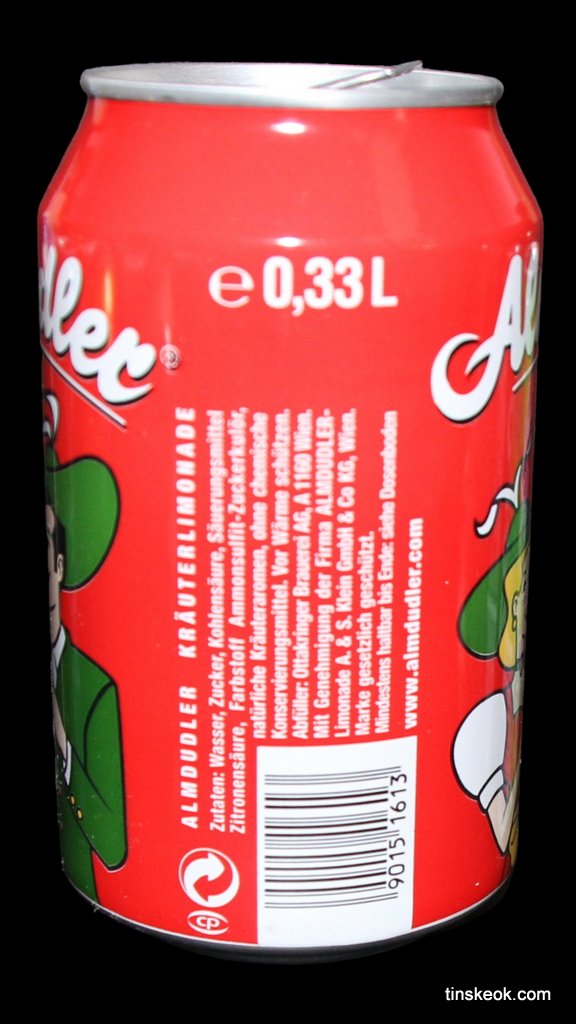 dler®
Al
e 0,33 L
ALMDUDLER KRÄUTERLIMONADE
Zutaten: Wasser, Zucker, Kohlensäure, Säuerungsmittel
Zitronensäure, Farbstoff Ammonsulfit-Zuckerkulör,
natürliche Kräuteraromen, ohne chemische
Konservierungsmittel. Vor Wärme schützen.
Abfüller: Ottakringer Brauerei AG, A 1160 Wien.
Mit Genehmigung der Firma ALMDUDLER-
Limonade A. & S. Klein GmbH & Co KG, Wien.
Marke gesetzlich geschützt.
Mindestens haltbar bis Ende: siehe Dosenboden
www.almdudler.com
9015 1613
tinskeok.com